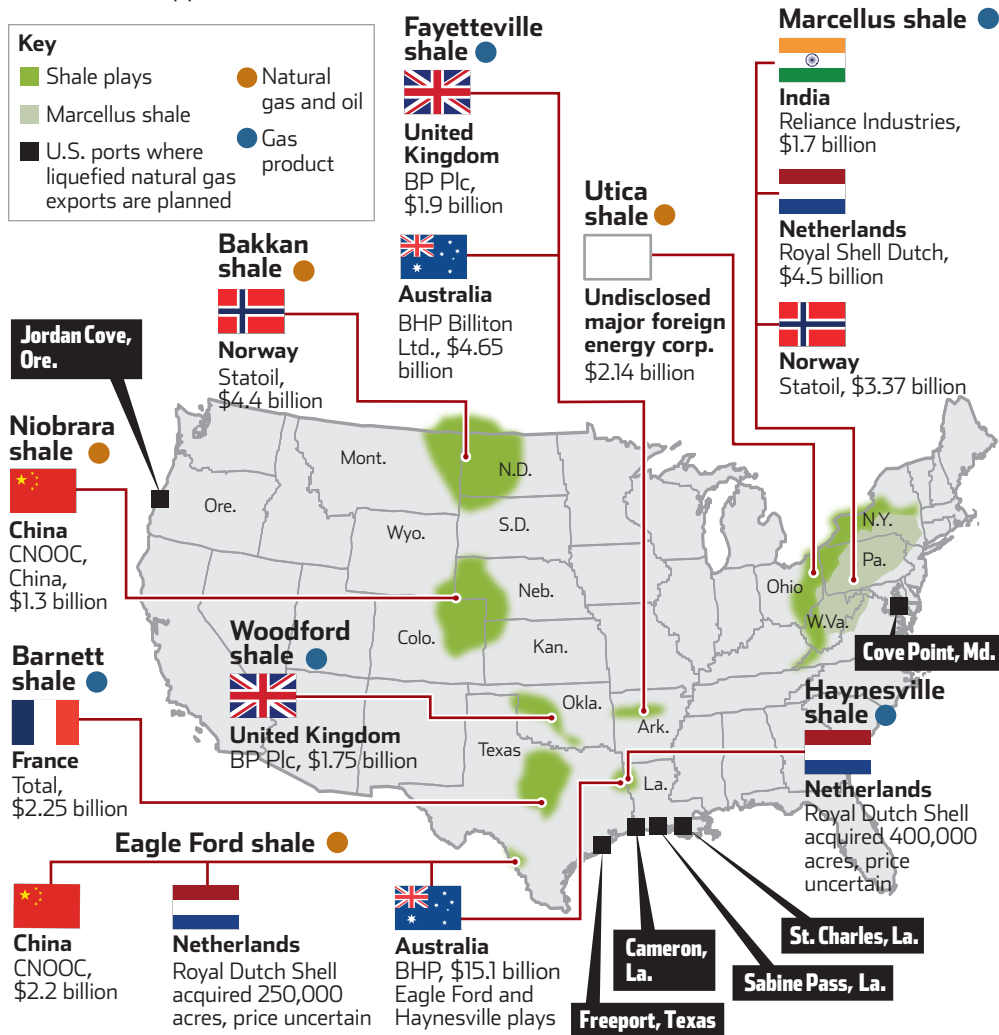 Key
Shale plays
Marcellus shale
U.S. ports where
liquefied natural gas
exports are planned
Natural
gas and oil
Gas
product
Fayetteville
shale
United
Kingdom
BP Plc,
$1.9 billion
Australia
BHP Billiton
Ltd., $4.65
billion
Marcellus shale
India
Reliance Industries,
$1.7 billion
Netherlands
Royal Shell Dutch,
$4.5 billion
Norway
Statoil, $3.37 billion
Utica
shale
Undisclosed
major foreign
energy corp.
$2.14 billion
Bakkan
shale
Norway
Statoil,
$4.4 billion
Jordan Cove,
Ore.
Niobrara
shale
China
CNOOC,
China,
$1.3 billion
Mont.
N.D.
Ore.
S.D.
Wyo.
Neb.
Colo.
Kan.
Okla.
Texas
Ark.
La.
Ohio
N.Y.
Pa.
W.Va.
Cove Point, Md.
Woodford
shale
United Kingdom
BP Plc, $1.75 billion
Barnett
shale
France
Total,
$2.25 billion
Haynesville
shale
Netherlands
Royal Dutch Shell
acquired 400,000
acres, price
uncertain
Eagle Ford shale
China
CNOOC,
$2.2 billion
Netherlands
Royal Dutch Shell
acquired 250,000
acres, price uncertain
Australia
BHP, $15.1 billion
Eagle Ford and
Haynesville plays
Freeport, Texas
Cameron,
La.
Sabine Pass, La.
St. Charles, La.